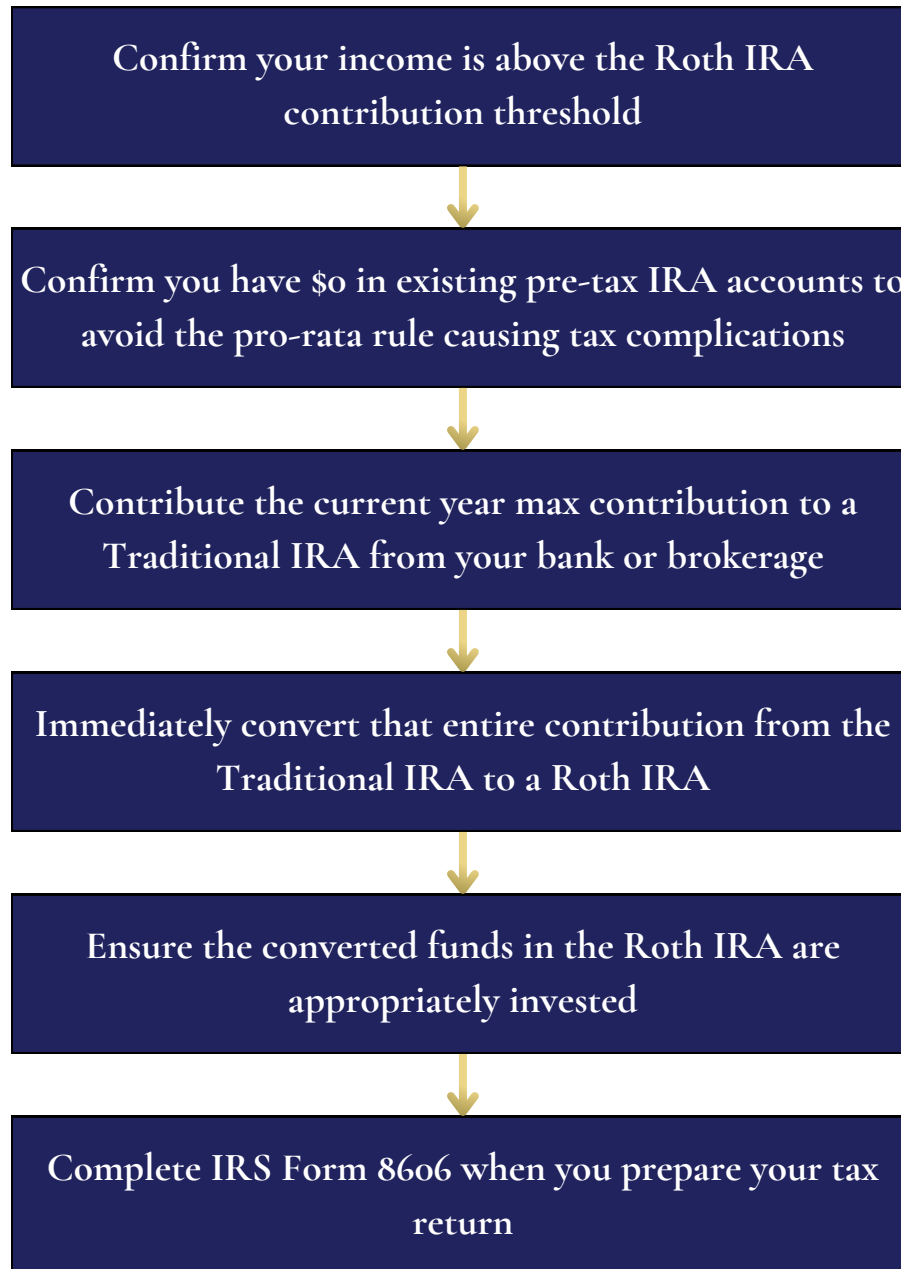 Confirm your income is above the Roth IRA
contribution threshold
Confirm you have $0 in existing pre-tax IRA accounts to
avoid the pro-rata rule causing tax complications
Contribute the current year max contribution to a
Traditional IRA from your bank or brokerage
Immediately convert that entire contribution from the
Traditional IRA to a Roth IRA
Ensure the converted funds in the Roth IRA are
appropriately invested
Complete IRS Form 8606 when you prepare your tax
return